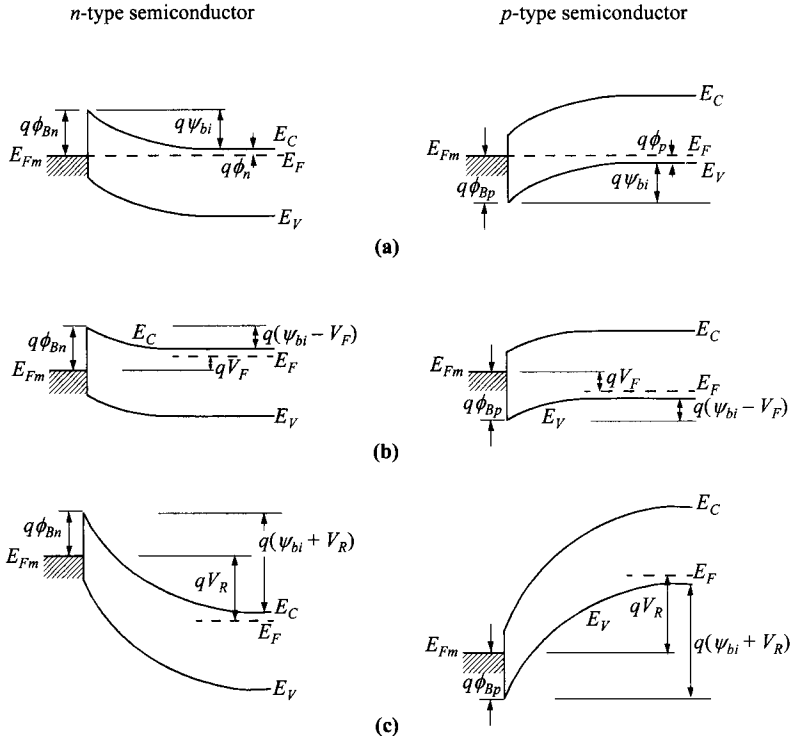 n-type semiconductor
p-type semiconductor
qϕBn
qψbi
EC
EFm
EF
qϕn
EV
EC
EFm
qϕp
EF
EV
qϕBp
qψbi
(a)
qϕBn
EC
q(ψbi − VF)
EFm
EF
qVF
EV
EC
EFm
qVF
EF
qϕBp
EV
q(ψbi − VF)
(b)
qϕBn
EFm
q(ψbi + VR)
qVR
EC
EF
EV
EC
EF
EV
qVR
EFm
qϕBp
q(ψbi + VR)
(c)